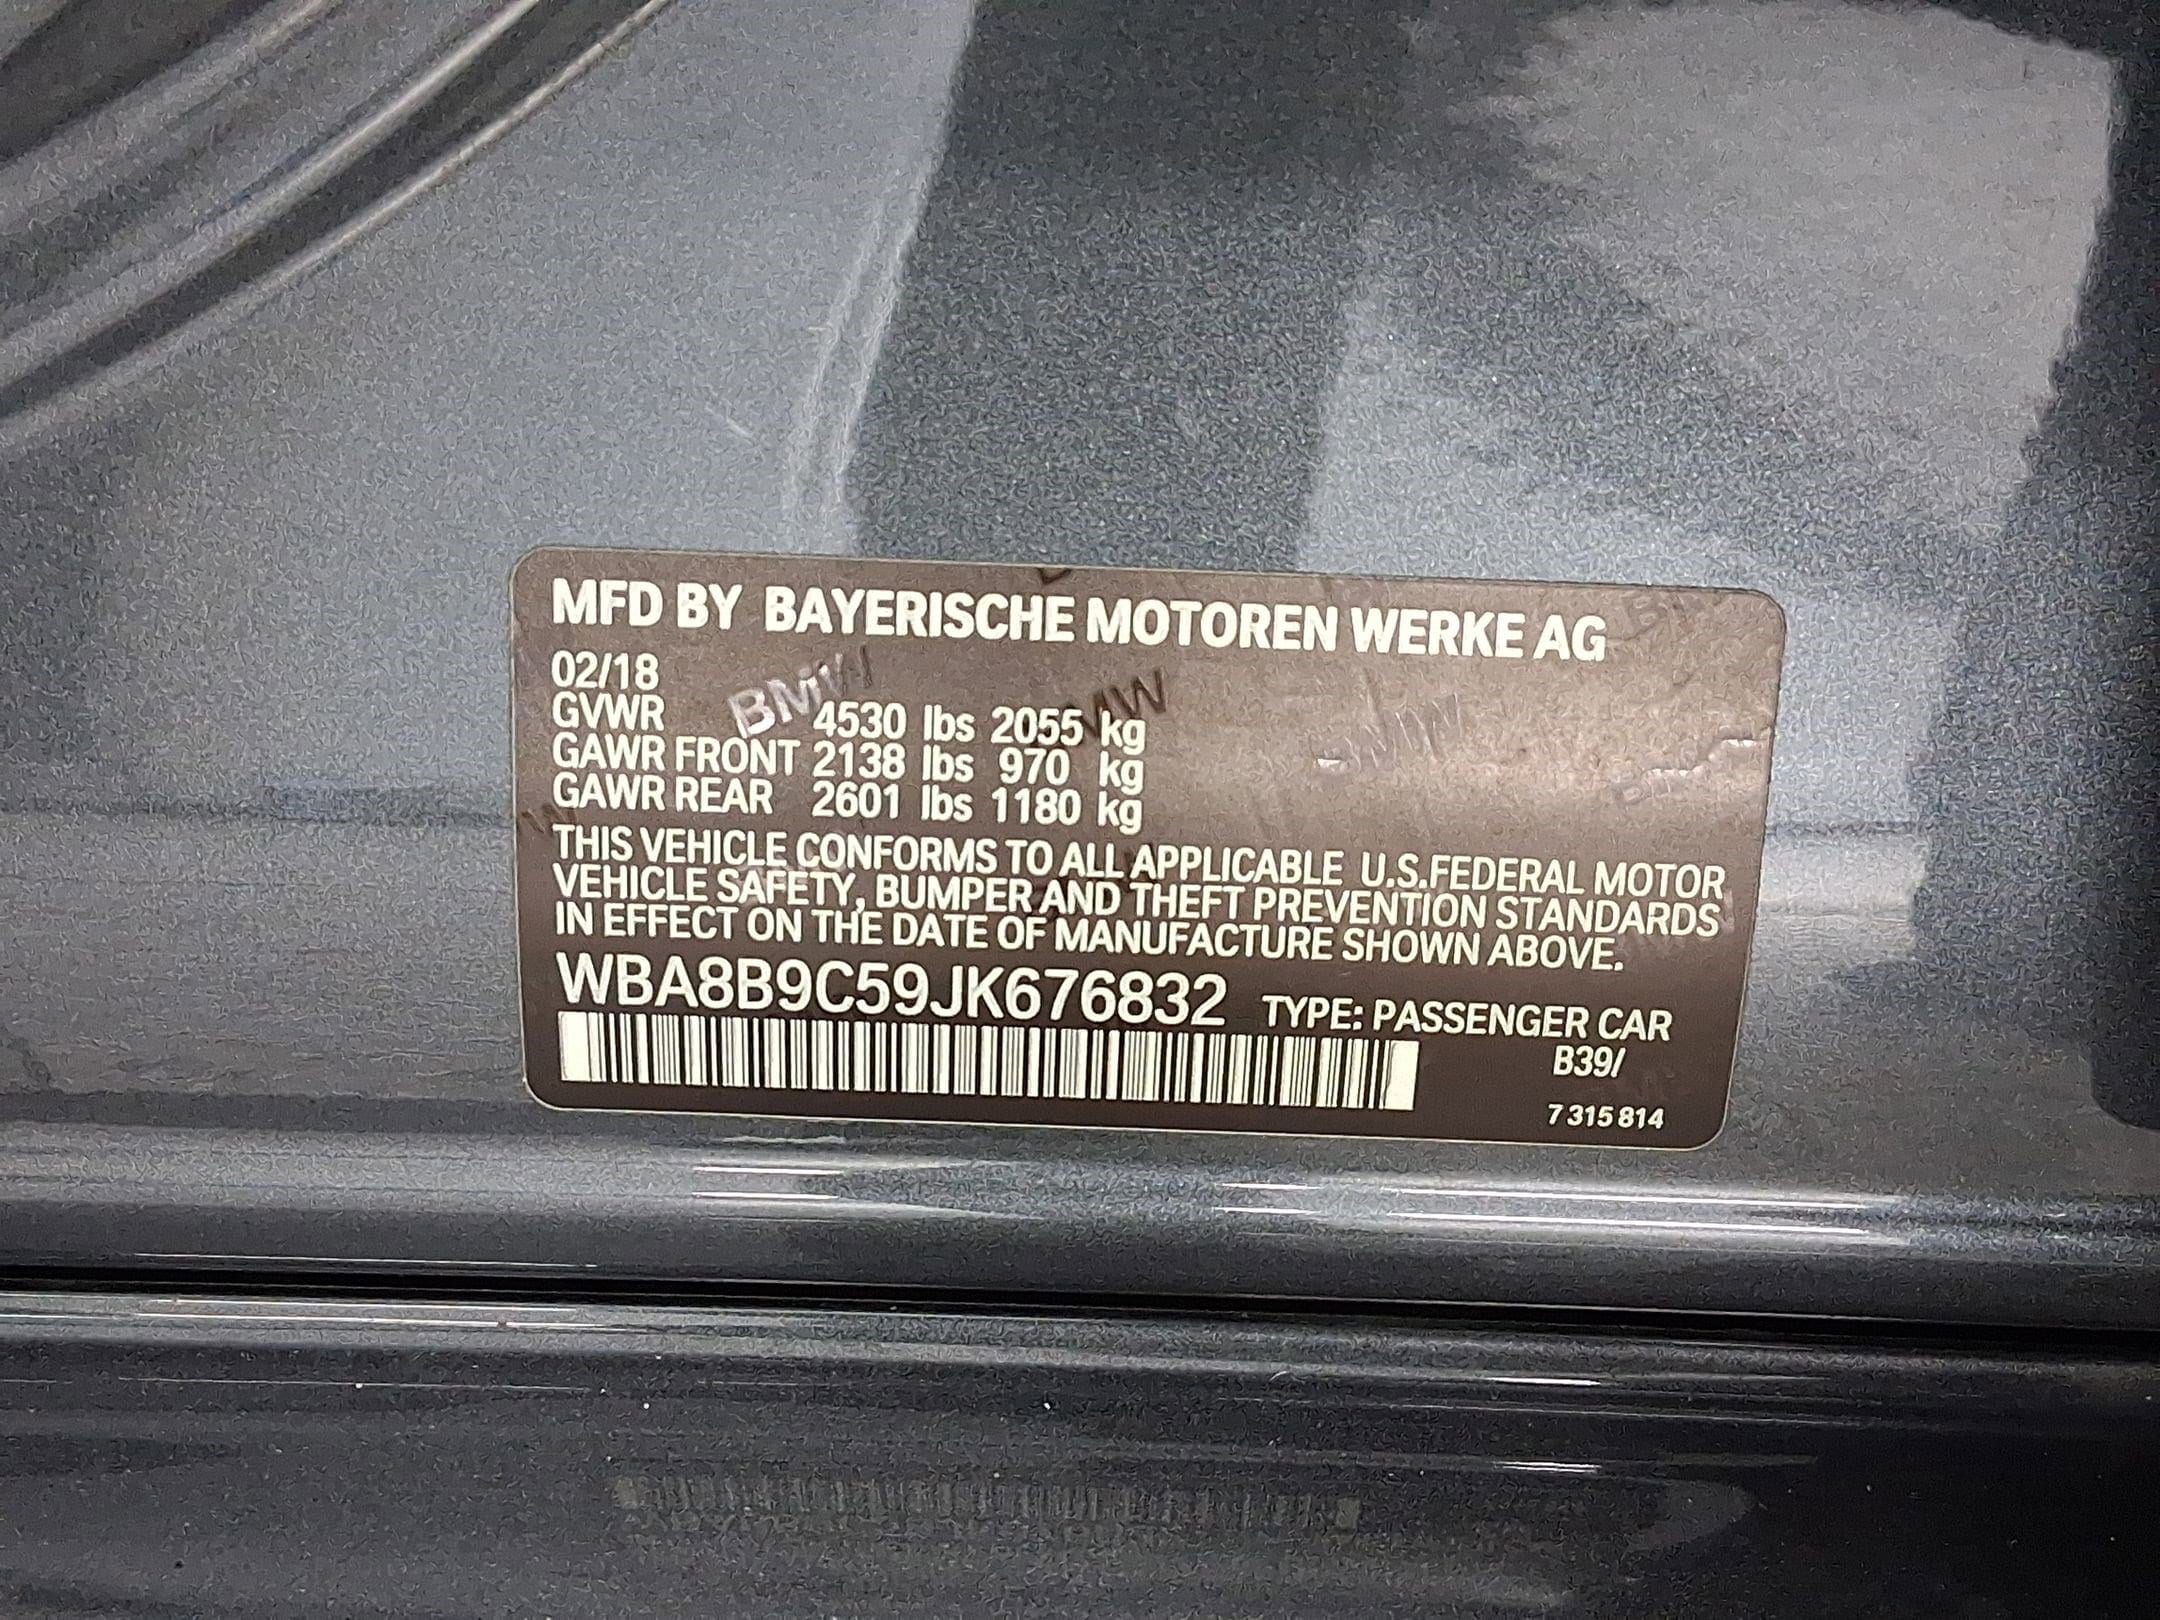 MFD BY BAYERISCHE MOTOREN WERKE AG
02/18
GVWR 4530 lbs 2055 kg
GAWR FRONT 2138 lbs 970 kg
GAWR REAR 2601 lbs 1180 kg
THIS VEHICLE CONFORMS TO ALL APPLICABLE U.S.FEDERAL MOTOR
VEHICLE SAFETY, BUMPER AND THEFT PREVENTION STANDARDS
IN EFFECT ON THE DATE OF MANUFACTURE SHOWN ABOVE.
WBA8B9C59JK676832 TYPE: PASSENGER CAR
B39/
7 315 814
BMW
BMW